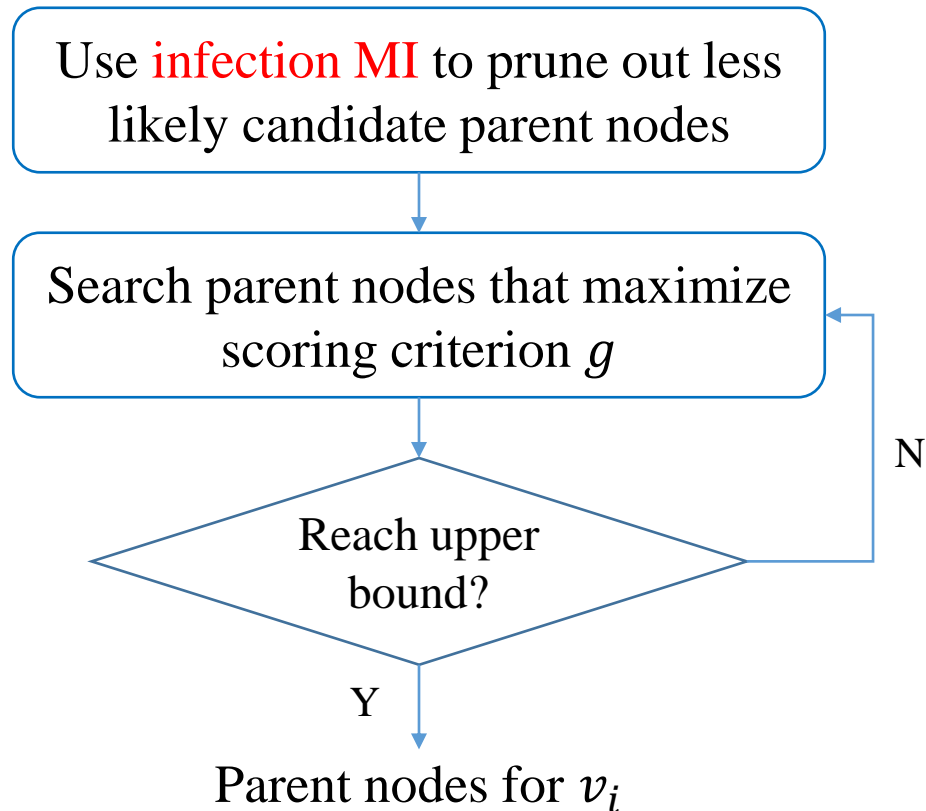 Use infection MI to prune out less
likely candidate parent nodes
Search parent nodes that maximize
scoring criterion g
N
Reach upper
bound?
Y
Parent nodes for vᵢ